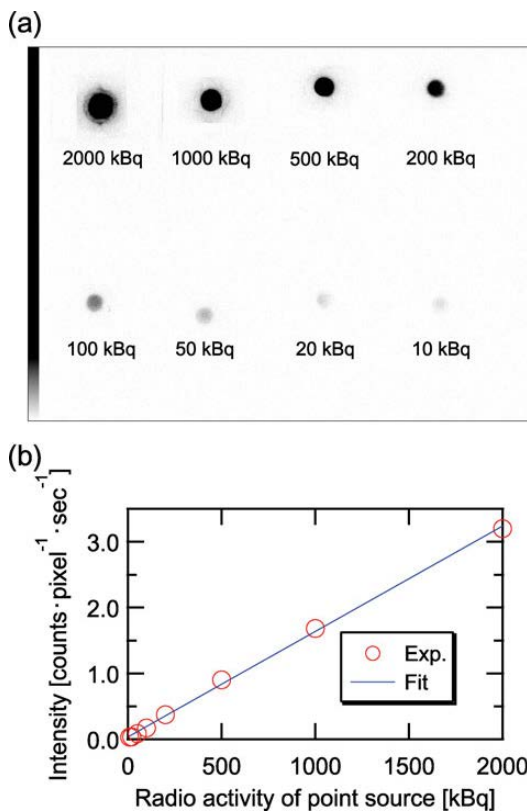 (a)
2000 kBq 1000 kBq 500 kBq 200 kBq
100 kBq 50 kBq 20 kBq 10 kBq
(b)
Intensity [counts·pixel⁻¹·sec⁻¹]
3.0
2.0
1.0
0.0
Exp.
Fit
0 500 1000 1500 2000
Radio activity of point source [kBq]